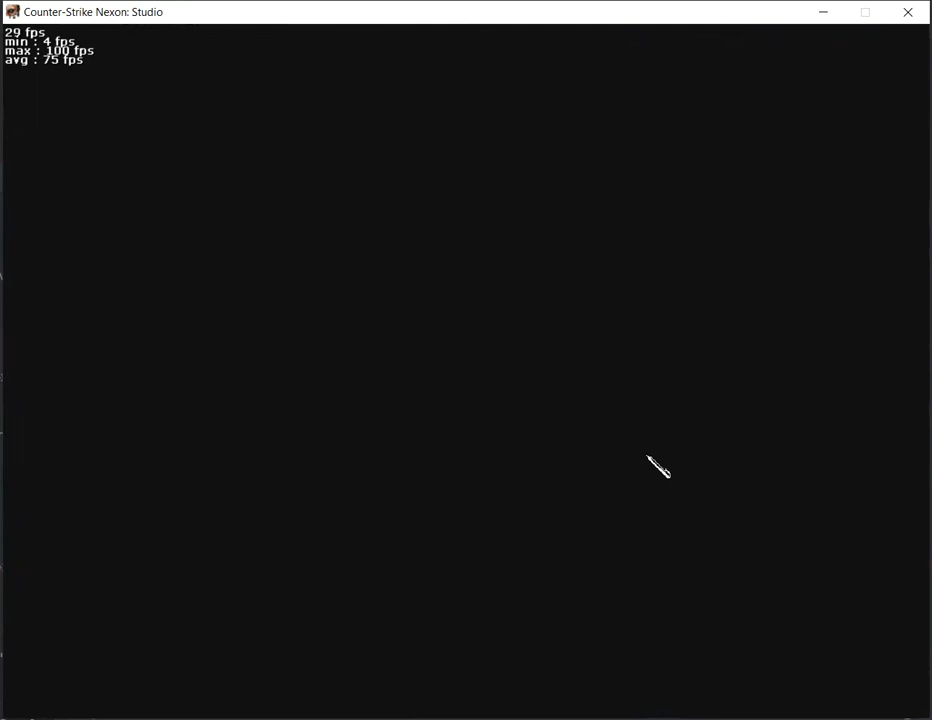 Counter-Strike Nexon: Studio
29 fps
min : 4 fps
max : 100 fps
avg : 75 fps